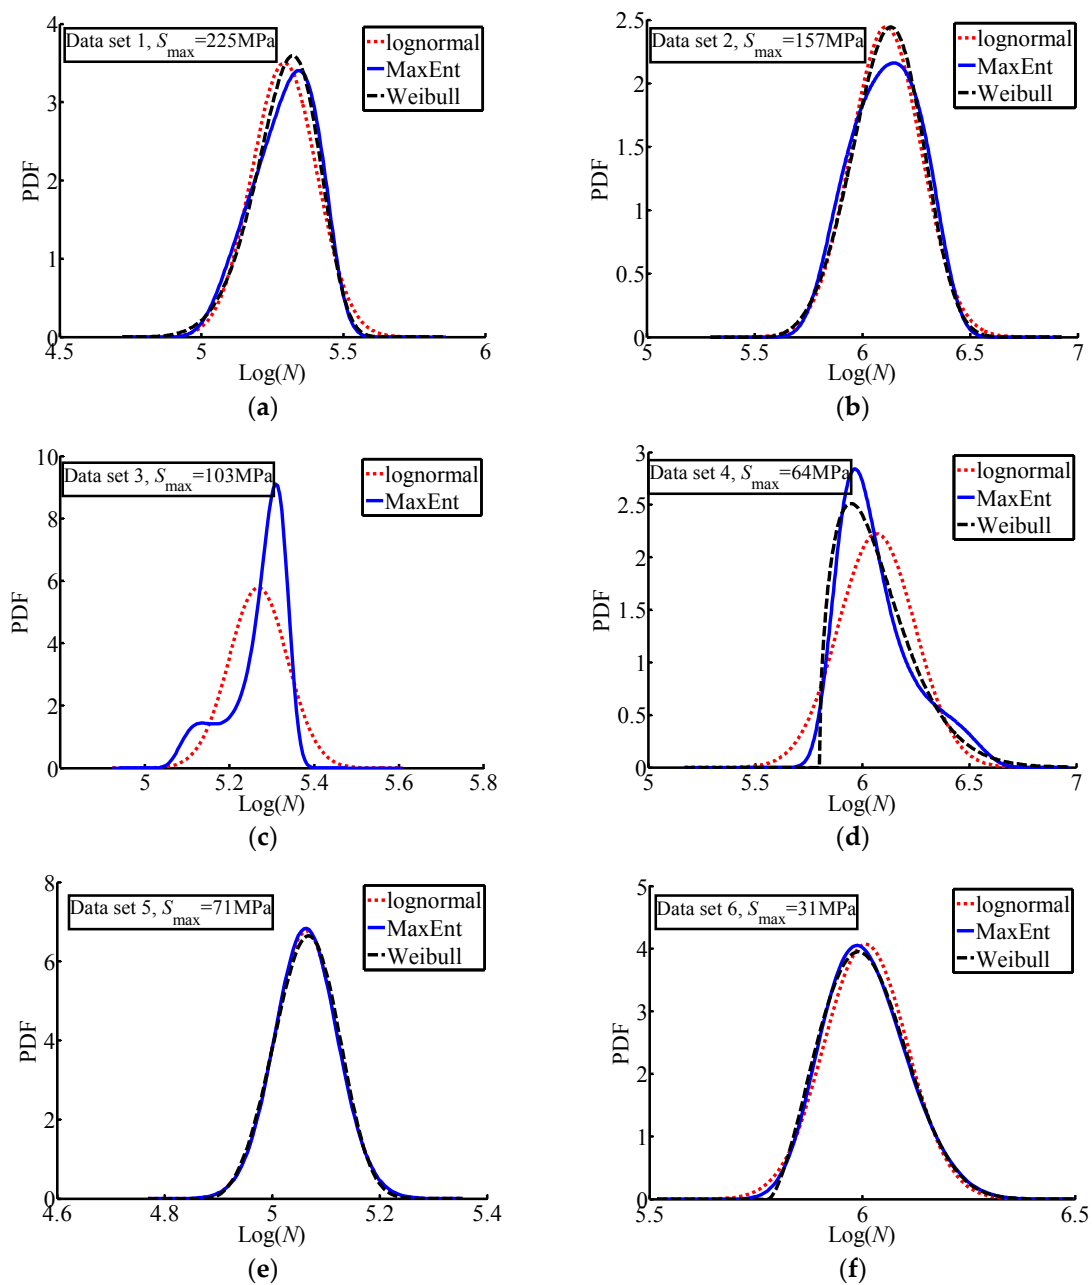 Data set 1, Smax=225MPa
lognormal
MaxEnt
Weibull
PDF
4
3
2
1
0
4.5 5 5.5 6
Log(N)
(a)
Data set 2, Smax=157MPa
lognormal
MaxEnt
Weibull
PDF
2.5
2
1.5
1
0.5
0
5 5.5 6 6.5 7
Log(N)
(b)
Data set 3, Smax=103MPa
lognormal
MaxEnt
PDF
10
8
6
4
2
0
5 5.2 5.4 5.6 5.8
Log(N)
(c)
Data set 4, Smax=64MPa
lognormal
MaxEnt
Weibull
PDF
3
2.5
2
1.5
1
0.5
0
5 5.5 6 6.5 7
Log(N)
(d)
Data set 5, Smax=71MPa
lognormal
MaxEnt
Weibull
PDF
8
6
4
2
0
4.6 4.8 5 5.2 5.4
Log(N)
(e)
Data set 6, Smax=31MPa
lognormal
MaxEnt
Weibull
PDF
5
4
3
2
1
0
5.5 6 6.5
Log(N)
(f)